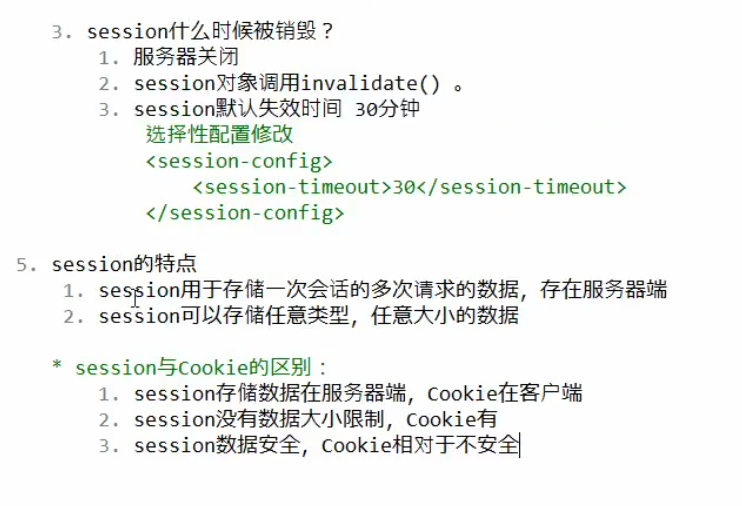 3. session什么时候被销毁？
1. 服务器关闭
2. session对象调用invalidate() 。
3. session默认失效时间 30分钟
选择性配置修改
<session-config>
<session-timeout>30</session-timeout>
</session-config>
5. session的特点
1. session用于存储一次会话的多次请求的数据，存在服务器端
2. session可以存储任意类型，任意大小的数据
* session与Cookie的区别：
1. session存储数据在服务器端，Cookie在客户端
2. session没有数据大小限制，Cookie有
3. session数据安全，Cookie相对于不安全